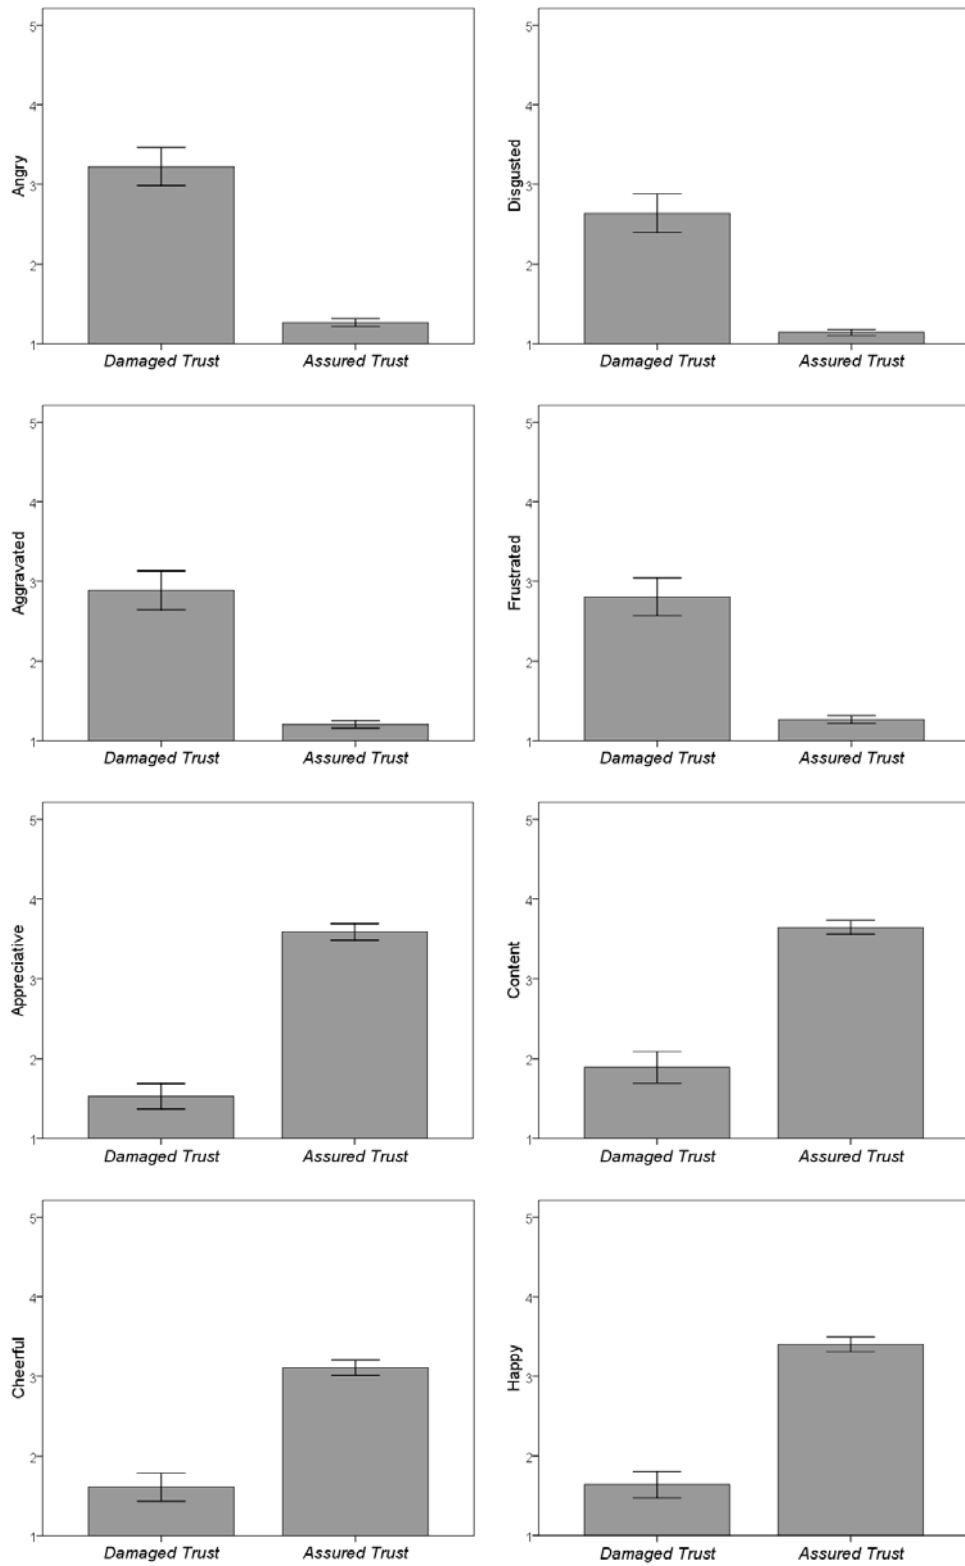 5
4
3
2
1
Angry
Damaged Trust
Assured Trust
5
4
3
2
1
Disgusted
Damaged Trust
Assured Trust
5
4
3
2
1
Aggravated
Damaged Trust
Assured Trust
5
4
3
2
1
Frustrated
Damaged Trust
Assured Trust
5
4
3
2
1
Appreciative
Damaged Trust
Assured Trust
5
4
3
2
1
Content
Damaged Trust
Assured Trust
5
4
3
2
1
Cheerful
Damaged Trust
Assured Trust
5
4
3
2
1
Happy
Damaged Trust
Assured Trust